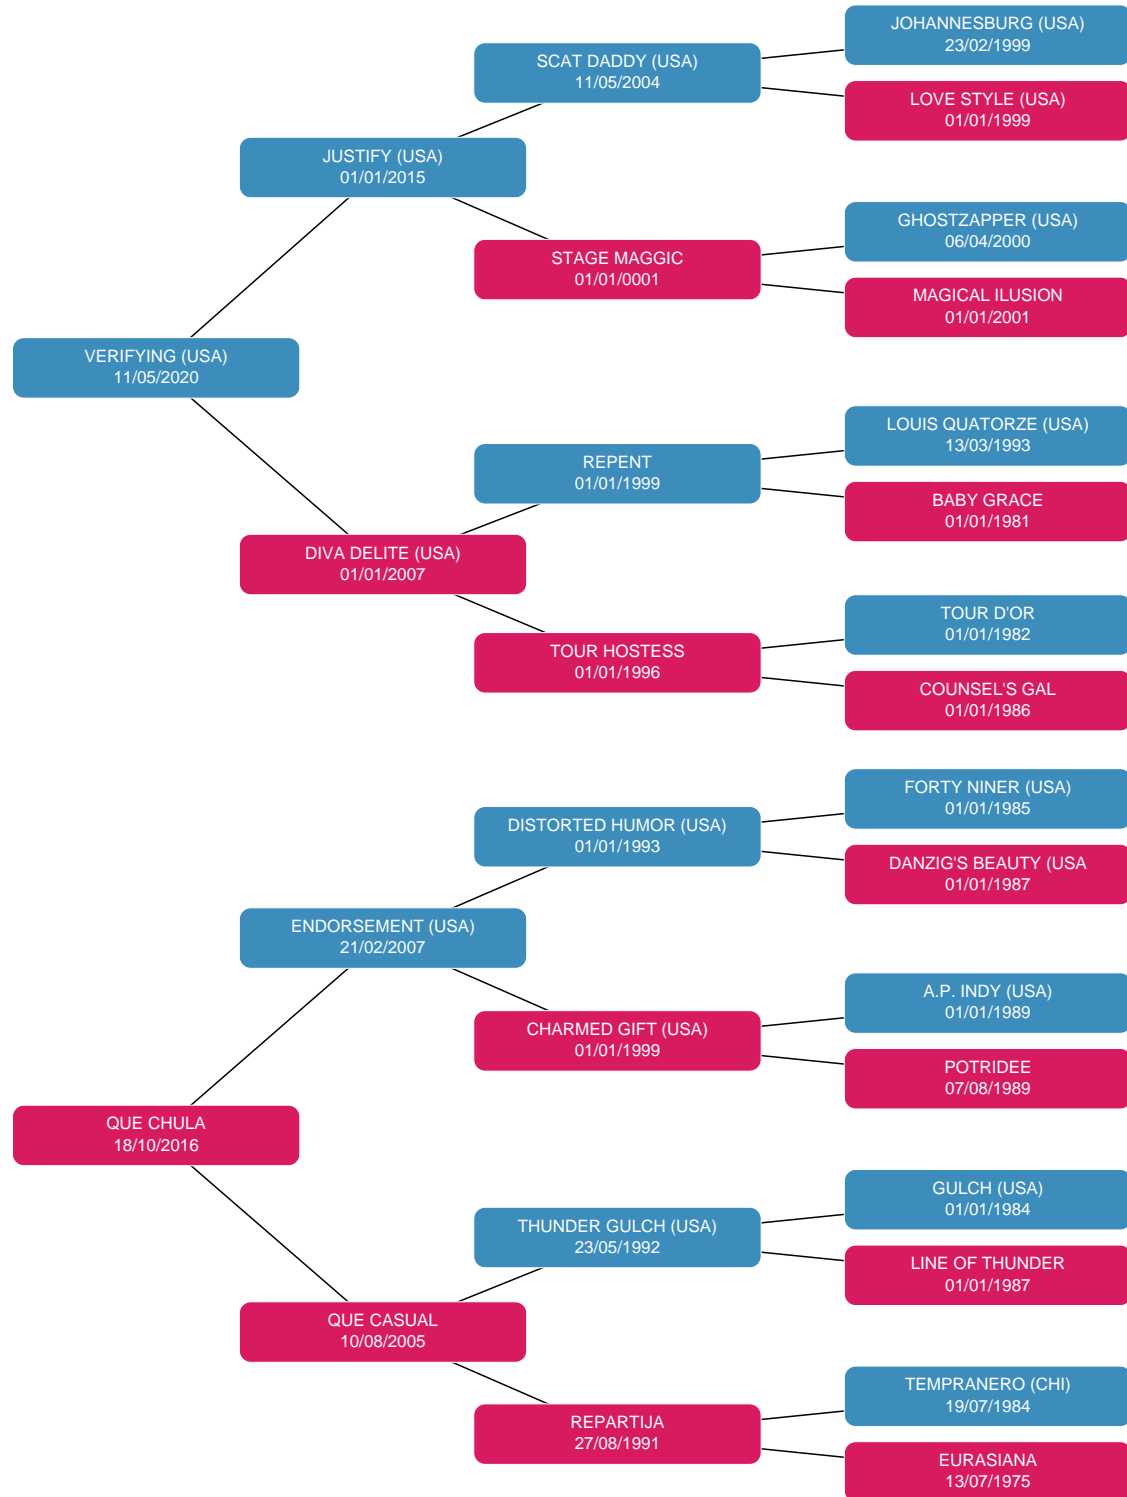 JOHANNESBURG (USA)
23/02/1999
SCAT DADDY (USA)
11/05/2004
LOVE STYLE (USA)
01/01/1999
JUSTIFY (USA)
01/01/2015
GHOSTZAPPER (USA)
06/04/2000
STAGE MAGGIC
01/01/0001
MAGICAL ILUSION
01/01/2001
VERIFYING (USA)
11/05/2020
LOUIS QUATORZE (USA)
13/03/1993
REPENT
01/01/1999
BABY GRACE
01/01/1981
DIVA DELITE (USA)
01/01/2007
TOUR D'OR
01/01/1982
TOUR HOSTESS
01/01/1996
COUNSEL'S GAL
01/01/1986
FORTY NINER (USA)
01/01/1985
DISTORTED HUMOR (USA)
01/01/1993
DANZIG'S BEAUTY (USA
01/01/1987
ENDORSEMENT (USA)
21/02/2007
A.P. INDY (USA)
01/01/1989
CHARMED GIFT (USA)
01/01/1999
POTRIDEE
07/08/1989
QUE CHULA
18/10/2016
GULCH (USA)
01/01/1984
THUNDER GULCH (USA)
23/05/1992
LINE OF THUNDER
01/01/1987
QUE CASUAL
10/08/2005
TEMPRANERO (CHI)
19/07/1984
REPARTIJA
27/08/1991
EURASIANA
13/07/1975